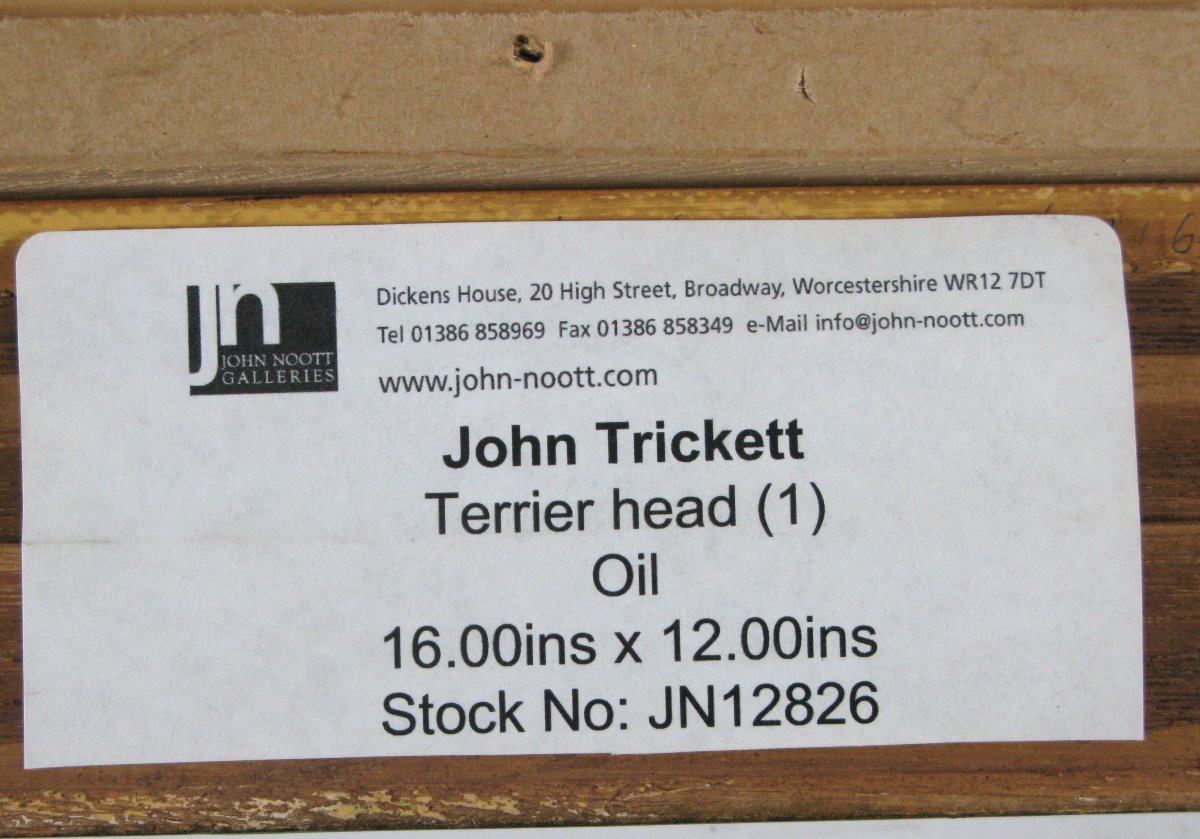 jn
JOHN NOOTT
GALLERIES
Dickens House, 20 High Street, Broadway, Worcestershire WR12 7DT
Tel 01386 858969 Fax 01386 858349 e-Mail info@john-noott.com
www.john-noott.com
John Trickett
Terrier head (1)
Oil
16.00ins x 12.00ins
Stock No: JN12826